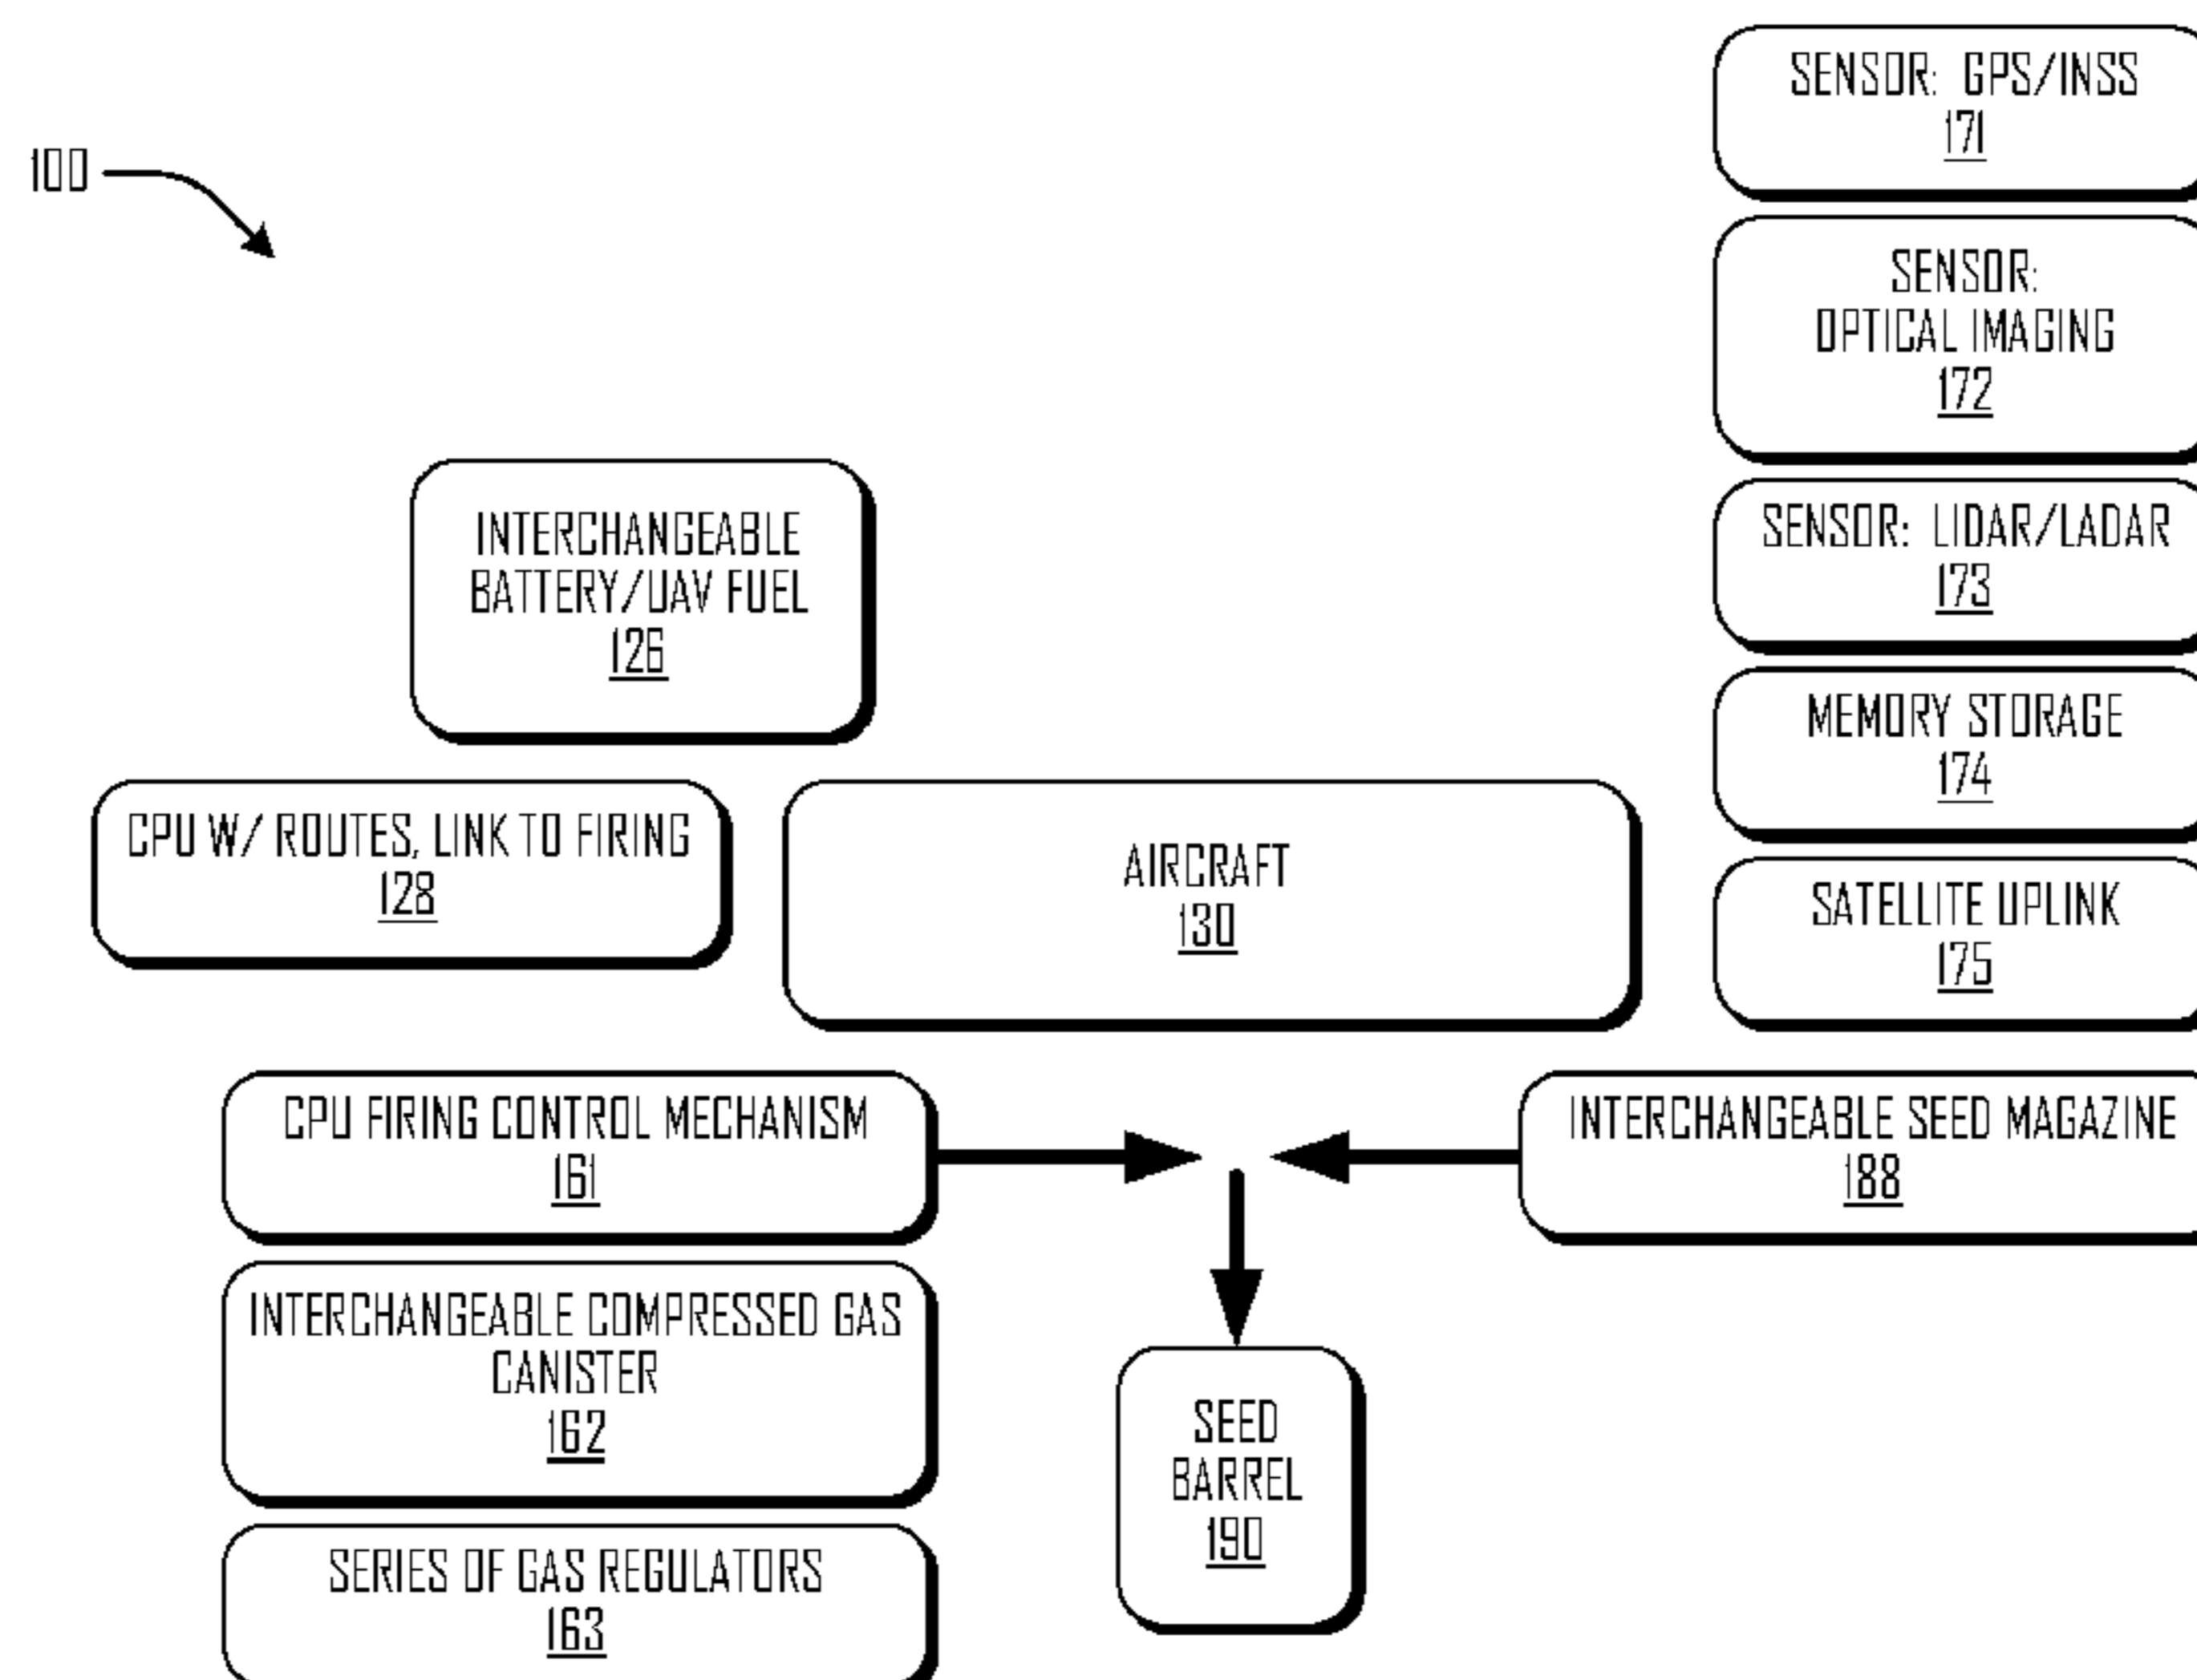 100
SENSOR: GPS/INSS
171
SENSOR:
OPTICAL IMAGING
172
SENSOR: LIDAR/LADAR
173
MEMORY STORAGE
174
SATELLITE UPLINK
175
INTERCHANGEABLE
BATTERY/UAV FUEL
126
CPU W/ ROUTES, LINK TO FIRING
128
AIRCRAFT
130
CPU FIRING CONTROL MECHANISM
161
INTERCHANGEABLE COMPRESSED GAS
CANISTER
162
SERIES OF GAS REGULATORS
163
INTERCHANGEABLE SEED MAGAZINE
188
SEED
BARREL
190